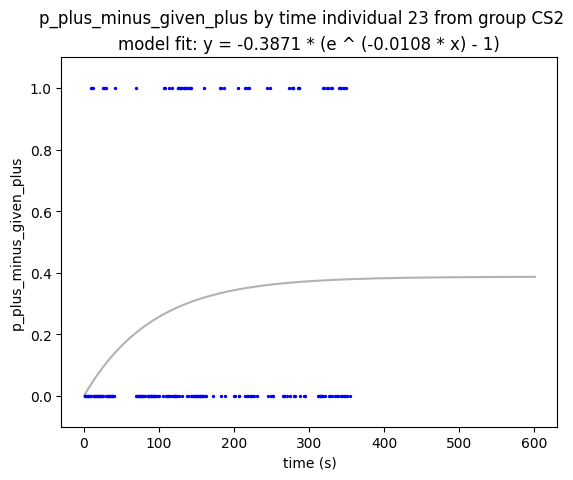 p_plus_minus_given_plus by time individual 23 from group CS2
model fit: y = -0.3871 * (e ^ (-0.0108 * x) - 1)
p_plus_minus_given_plus
1.0
0.8
0.6
0.4
0.2
0.0
0 100 200 300 400 500 600
time (s)